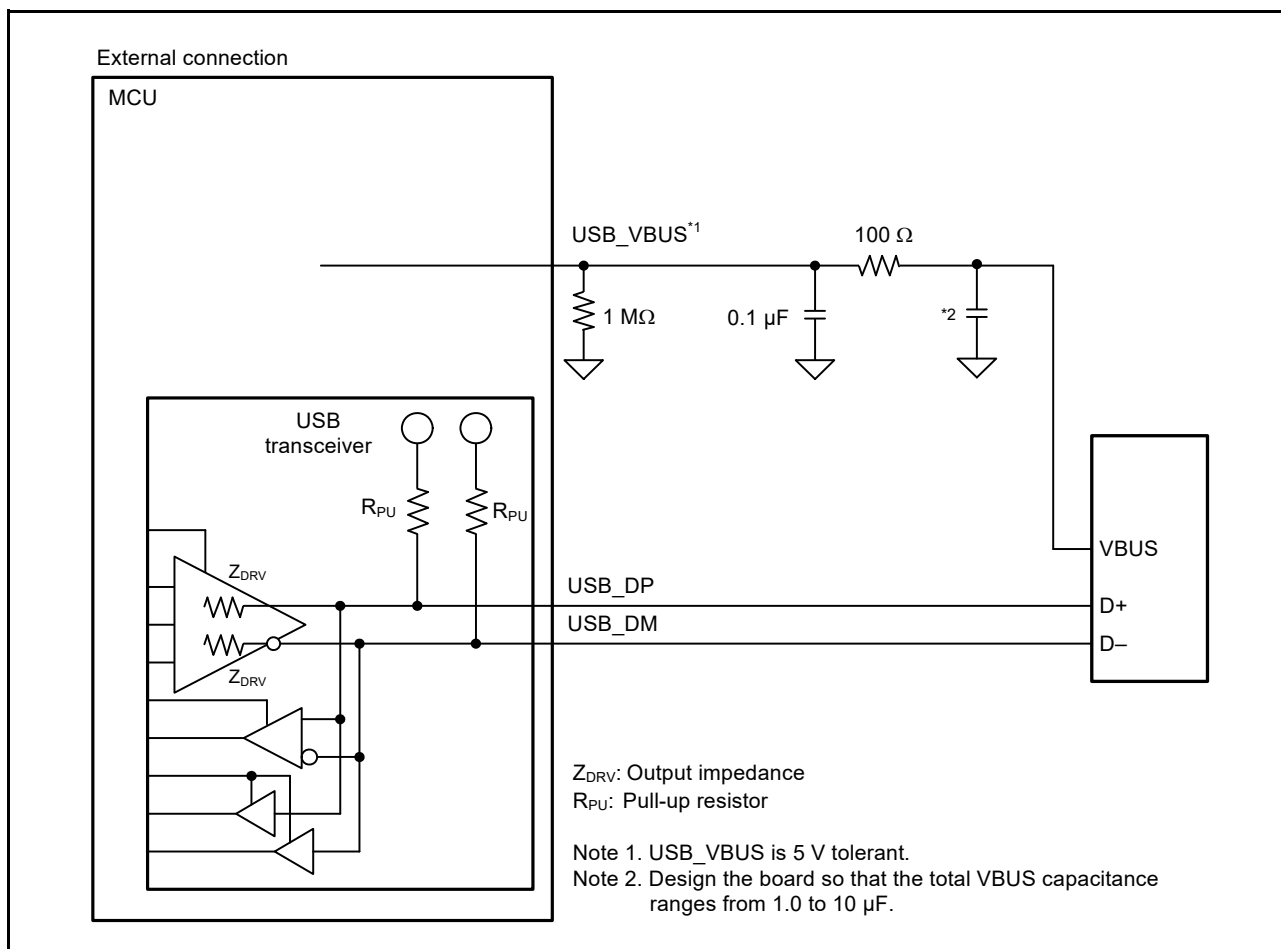 External connection
MCU
USB_VBUS*1
100 Ω
1 MΩ
0.1 µF
*2
USB
transceiver
RPU
RPU
VBUS
ZDRV
USB_DP
D+
USB_DM
D–
ZDRV
ZDRV: Output impedance
RPU: Pull-up resistor
Note 1. USB_VBUS is 5 V tolerant.
Note 2. Design the board so that the total VBUS capacitance
ranges from 1.0 to 10 µF.